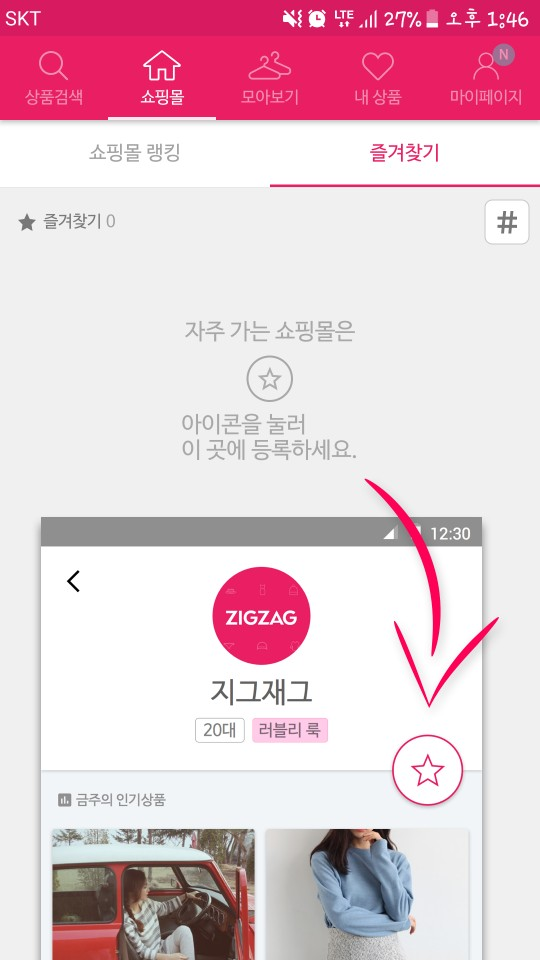 SKT LTE 27% 오후 1:46
N
상품검색 쇼핑몰 모아보기 내 상품 마이페이지
쇼핑몰 랭킹 즐겨찾기
즐겨찾기 0 #
자주 가는 쇼핑몰은
아이콘을 눌러
이 곳에 등록하세요.
12:30
ZIGZAG
지그재그
20대 러블리 룩
금주의 인기상품